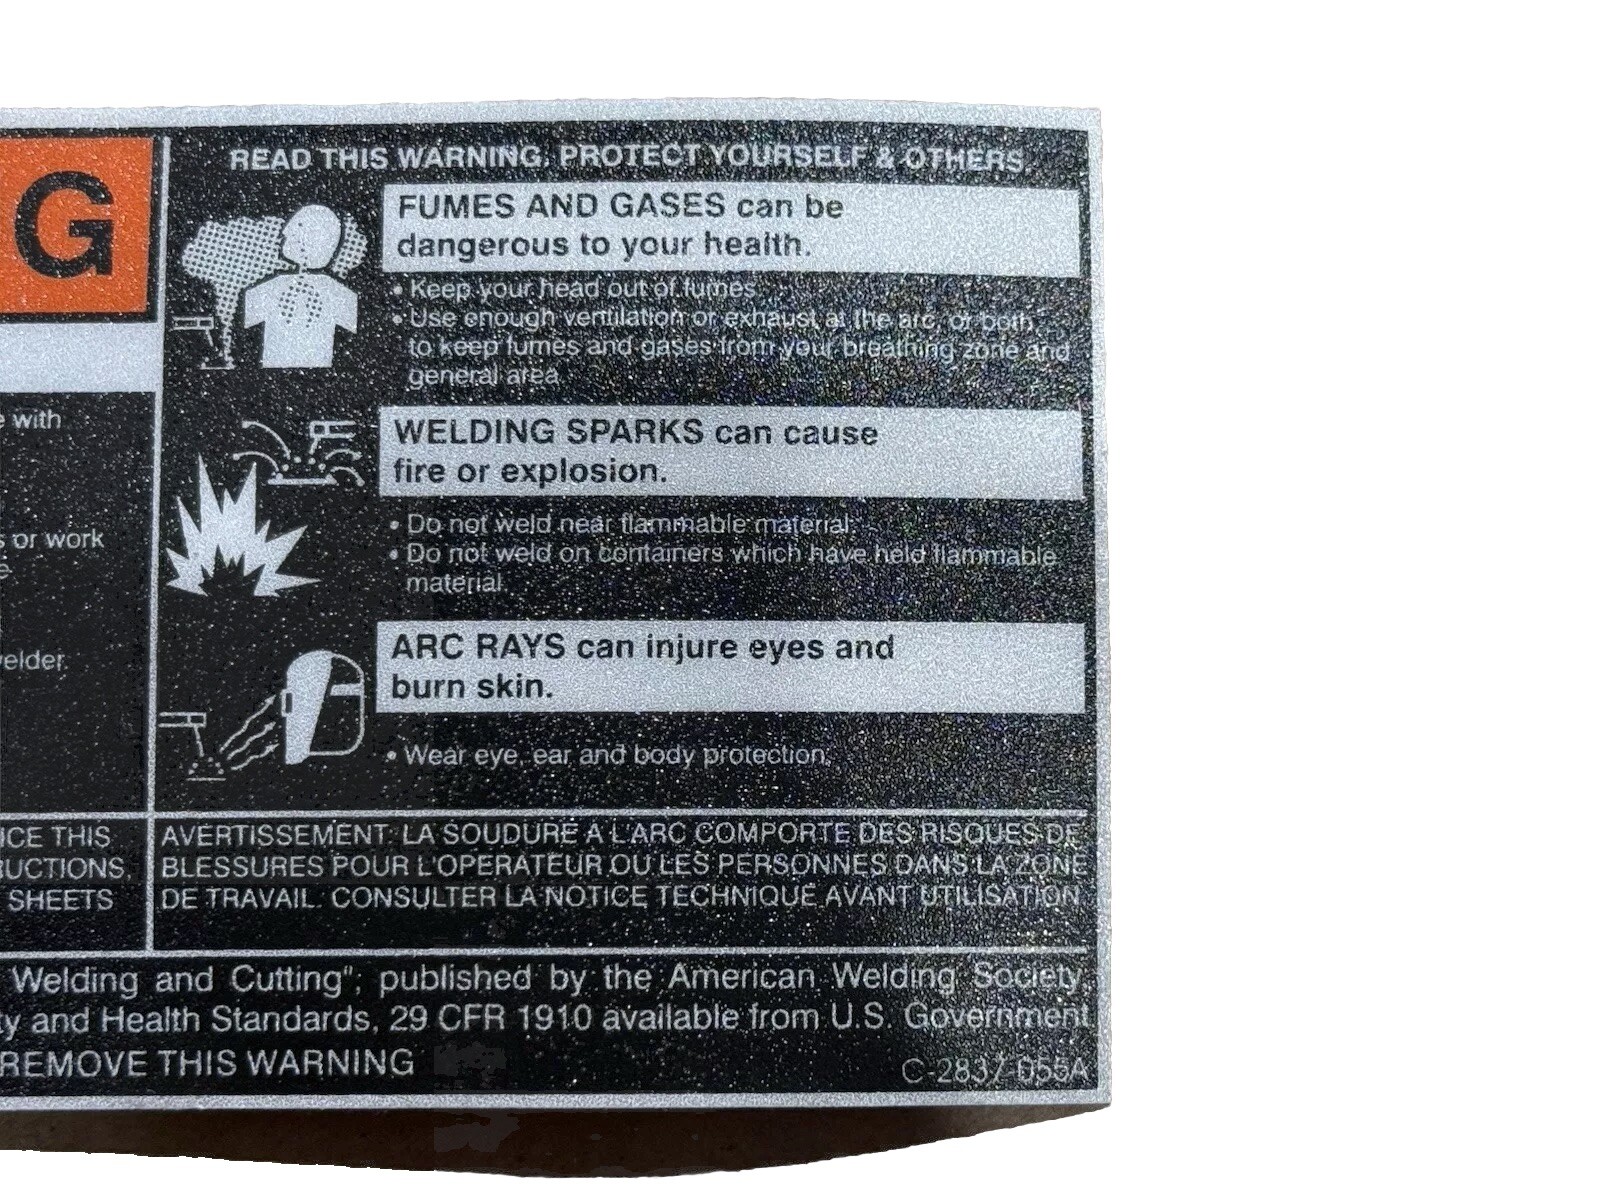 G
READ THIS WARNING. PROTECT YOURSELF & OTHERS.
FUMES AND GASES can be
dangerous to your health.
• Keep your head out of fumes.
• Use enough ventilation or exhaust at the arc, or both,
to keep fumes and gases from your breathing zone and
general area.
WELDING SPARKS can cause
fire or explosion.
• Do not weld near flammable material.
• Do not weld on containers which have held flammable
material.
ARC RAYS can injure eyes and
burn skin.
• Wear eye, ear and body protection.
with
or work
elder.
ICE THIS
UCTIONS,
SHEETS
AVERTISSEMENT: LA SOUDURE A L'ARC COMPORTE DES RISQUES DE
BLESSURES POUR L'OPERATEUR OU LES PERSONNES DANS LA ZONE
DE TRAVAIL. CONSULTER LA NOTICE TECHNIQUE AVANT UTILISATION
Welding and Cutting", published by the American Welding Society,
y and Health Standards, 29 CFR 1910 available from U.S. Government
REMOVE THIS WARNING
C-2837-055A